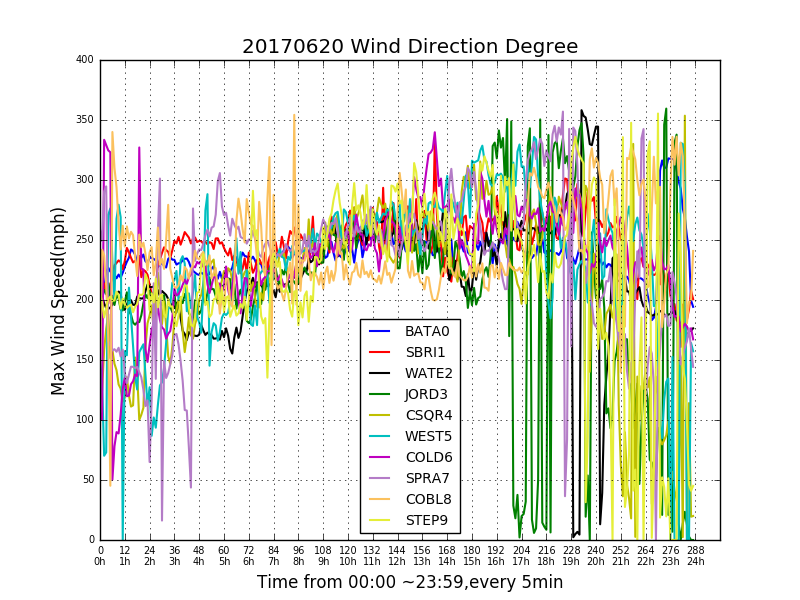 20170620 Wind Direction Degree
400
350
300
250
200
150
100
50
0
Max Wind Speed(mph)
BATA0
SBRI1
WATE2
JORD3
CSQR4
WEST5
COLD6
SPRA7
COBL8
STEP9
0 12 24 36 48 60 72 84 96 108 120 132 144 156 168 180 192 204 216 228 240 252 264 276 288
0h 1h 2h 3h 4h 5h 6h 7h 8h 9h 10h 11h 12h 13h 14h 15h 16h 17h 18h 19h 20h 21h 22h 23h 24h
Time from 00:00 ~23:59,every 5min